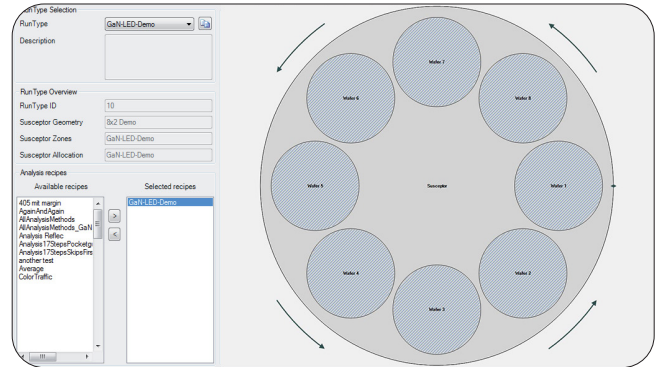 RunType Selection
RunType
GaN-LED-Demo
Description
RunType Overview
RunType ID
10
Susceptor Geometry
8x2 Demo
Susceptor Zones
GaN-LED-Demo
Susceptor Allocation
GaN-LED-Demo
Analysis recipes
Available recipes
Selected recipes
405 mit margin
AgainAndAgain
AllAnalysisMethods
AllAnalysisMethods_GaN
Analysis Reflec
Analysis17StepsPocketgi
Analysis17StepsSkipsFirs
another test
Average
ColorTraffic
>
<
GaN-LED-Demo
Wafer 7
Wafer 6
Wafer 8
Wafer 5
Susceptor
Wafer 1
Wafer 4
Wafer 2
Wafer 3